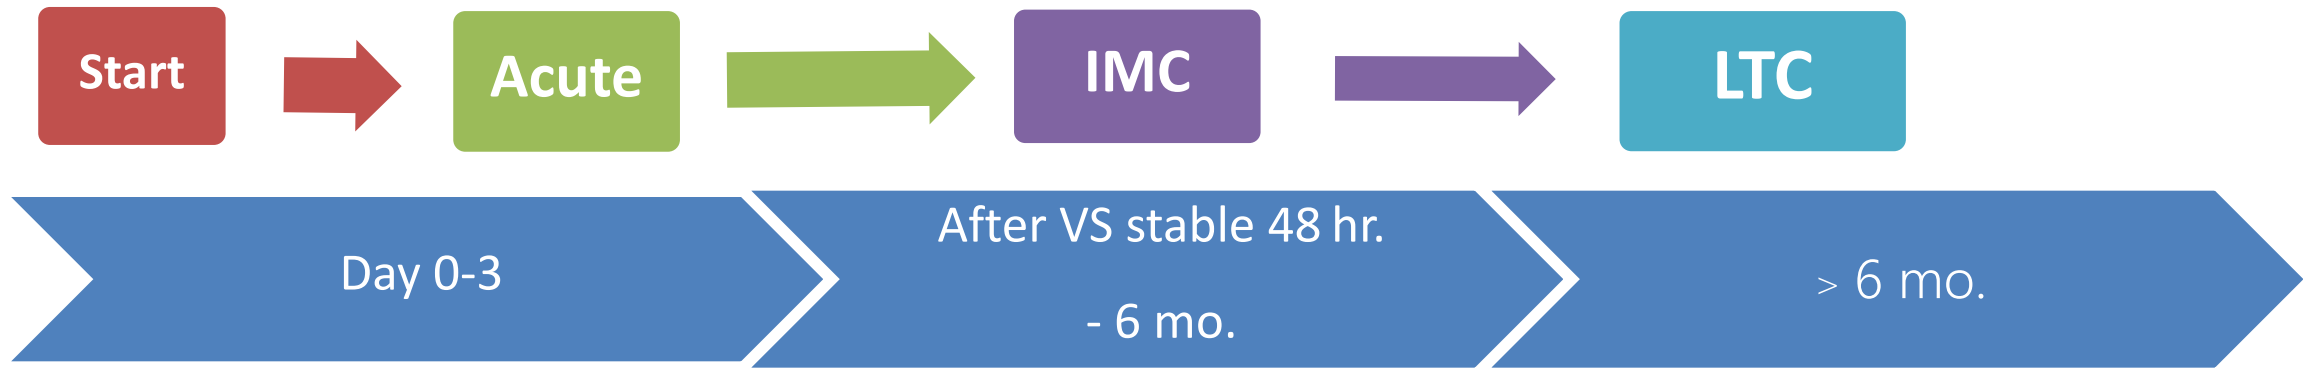 Start
Acute
IMC
LTC
Day 0-3
After VS stable 48 hr.
- 6 mo.
> 6 mo.